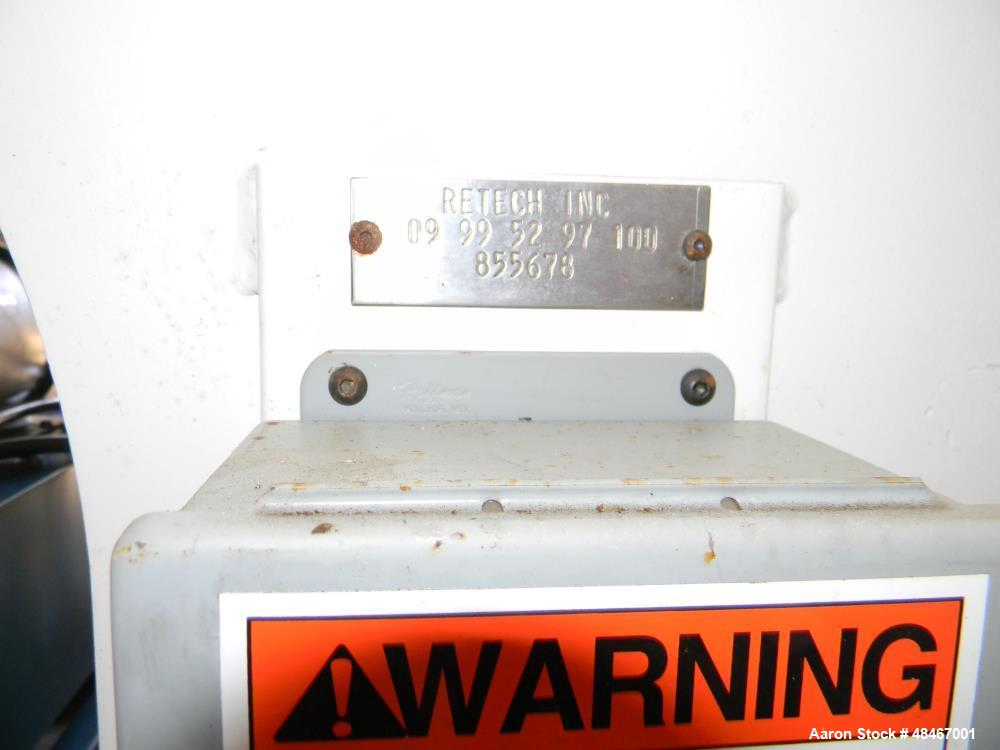 RETECH INC
09 99 52 97 100
855678
WARNING
Aaron Stock # 48467001